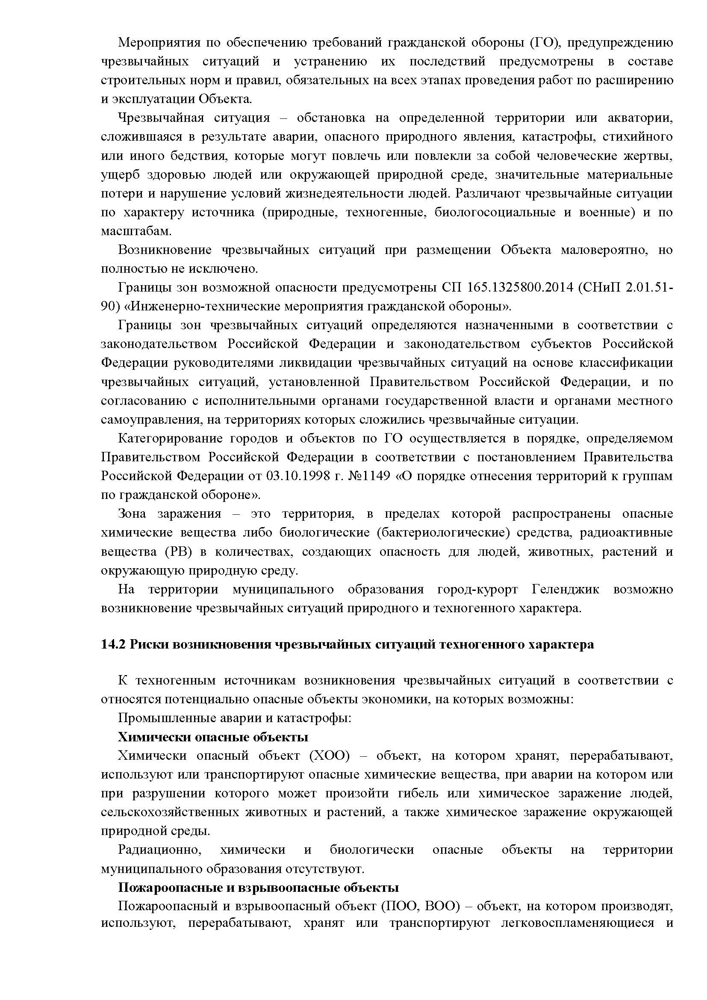 Мероприятия по обеспечению требований гражданской обороны (ГО), предупреждению
чрезвычайных ситуаций и устранению их последствий предусмотрены в составе
строительных норм и правил, обязательных на всех этапах проведения работ по расширению
и эксплуатации Объекта.
Чрезвычайная ситуация – обстановка на определенной территории или акватории,
сложившаяся в результате аварии, опасного природного явления, катастрофы, стихийного
или иного бедствия, которые могут повлечь или повлекли за собой человеческие жертвы,
ущерб здоровью людей или окружающей природной среде, значительные материальные
потери и нарушение условий жизнедеятельности людей. Различают чрезвычайные ситуации
по характеру источника (природные, техногенные, биологосоциальные и военные) и по
масштабам.
Возникновение чрезвычайных ситуаций при размещении Объекта маловероятно, но
полностью не исключено.
Границы зон возможной опасности предусмотрены СП 165.1325800.2014 (СНиП 2.01.51-
90) «Инженерно-технические мероприятия гражданской обороны».
Границы зон чрезвычайных ситуаций определяются назначенными в соответствии с
законодательством Российской Федерации и законодательством субъектов Российской
Федерации руководителями ликвидации чрезвычайных ситуаций на основе классификации
чрезвычайных ситуаций, установленной Правительством Российской Федерации, и по
согласованию с исполнительными органами государственной власти и органами местного
самоуправления, на территориях которых сложились чрезвычайные ситуации.
Категорирование городов и объектов по ГО осуществляется в порядке, определяемом
Правительством Российской Федерации в соответствии с постановлением Правительства
Российской Федерации от 03.10.1998 г. №1149 «О порядке отнесения территорий к группам
по гражданской обороне».
Зона заражения – это территория, в пределах которой распространены опасные
химические вещества либо биологические (бактериологические) средства, радиоактивные
вещества (РВ) в количествах, создающих опасность для людей, животных, растений и
окружающую природную среду.
На территории муниципального образования город-курорт Геленджик возможно
возникновение чрезвычайных ситуаций природного и техногенного характера.
14.2 Риски возникновения чрезвычайных ситуаций техногенного характера
К техногенным источникам возникновения чрезвычайных ситуаций в соответствии с
относятся потенциально опасные объекты экономики, на которых возможны:
Промышленные аварии и катастрофы:
Химически опасные объекты
Химически опасный объект (ХОО) – объект, на котором хранят, перерабатывают,
используют или транспортируют опасные химические вещества, при аварии на котором или
при разрушении которого может произойти гибель или химическое заражение людей,
сельскохозяйственных животных и растений, а также химическое заражение окружающей
природной среды.
Радиационно, химически и биологически опасные объекты на территории
муниципального образования отсутствуют.
Пожароопасные и взрывоопасные объекты
Пожароопасный и взрывоопасный объект (ПОО, ВОО) – объект, на котором производят,
используют, перерабатывают, хранят или транспортируют легковоспламеняющиеся и